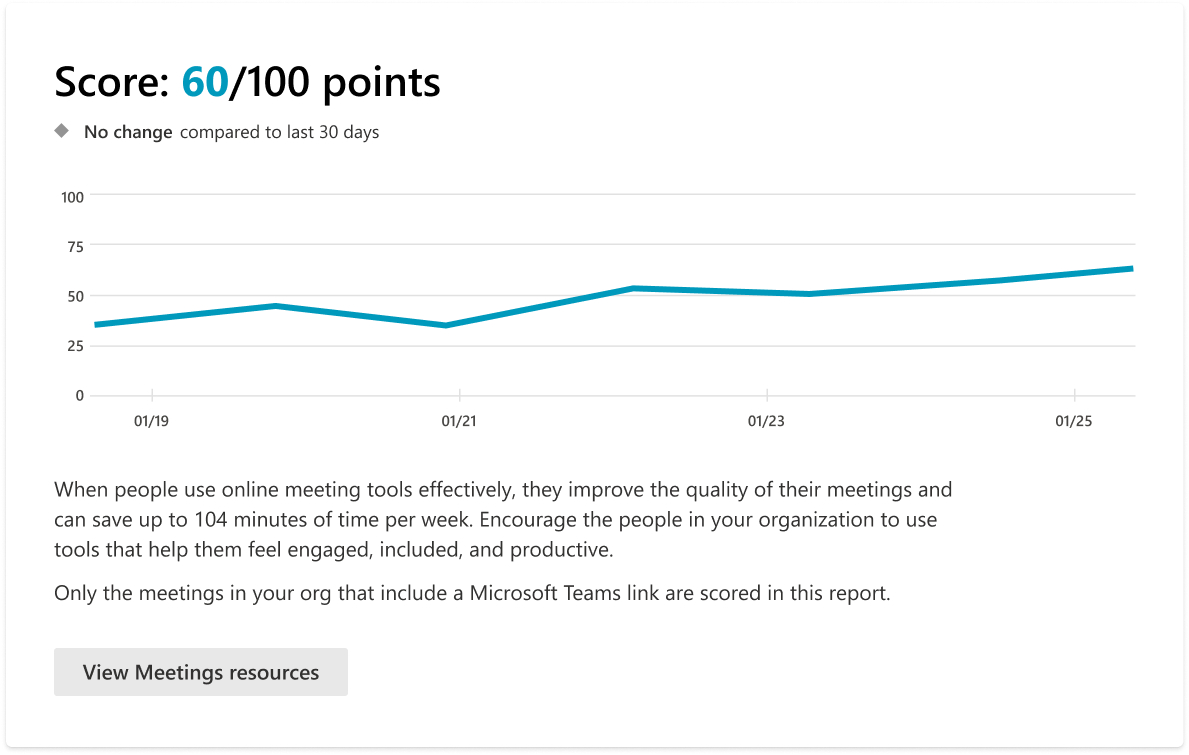 Score: 60/100 points
No change compared to last 30 days
100
75
50
25
0
01/19 01/21 01/23 01/25
When people use online meeting tools effectively, they improve the quality of their meetings and
can save up to 104 minutes of time per week. Encourage the people in your organization to use
tools that help them feel engaged, included, and productive.
Only the meetings in your org that include a Microsoft Teams link are scored in this report.
View Meetings resources